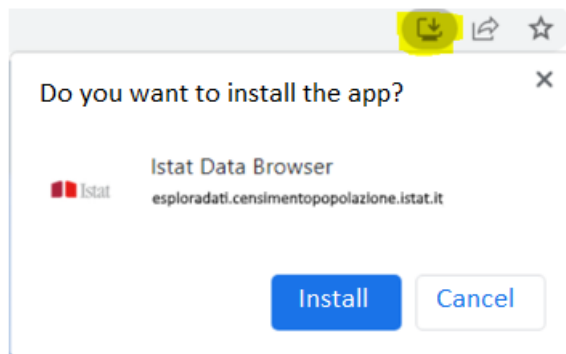 Do you want to install the app?
Istat Data Browser
Istat
esploradati.censimentopopolazione.istat.it
Install
Cancel